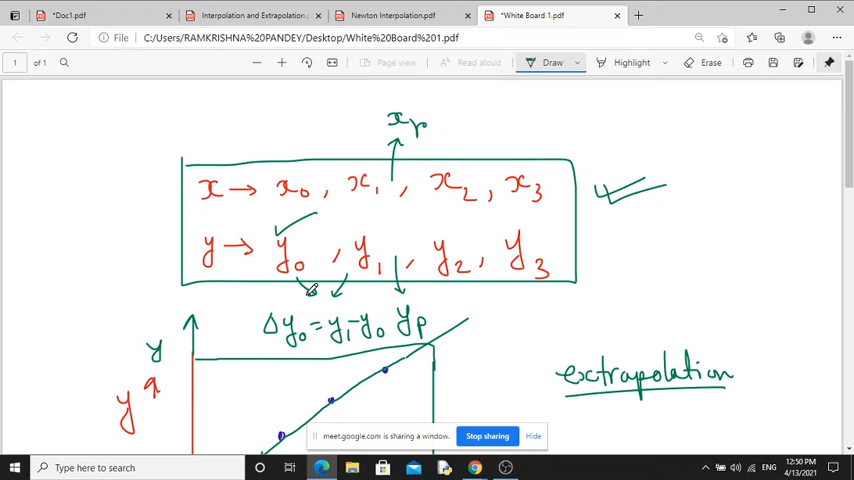 *Doc1.pdf
Interpolation and Extrapolation.pd
Newton Interpolation.pdf
*White Board 1.pdf
File
C:/Users/RAMKRISHNA%20PANDEY/Desktop/White%20Board%201.pdf
1 of 1
Page view
Read aloud
Draw
Highlight
Erase
xₚ
x → x₀, x₁, x₂, x₃
y → y₀, y₁, y₂, y₃
Δy₀ = y₁-y₀ yₚ
y
extrapolation
y
meet.google.com is sharing a window.
Stop sharing
Hide
Type here to search
ENG
12:50 PM
4/13/2021